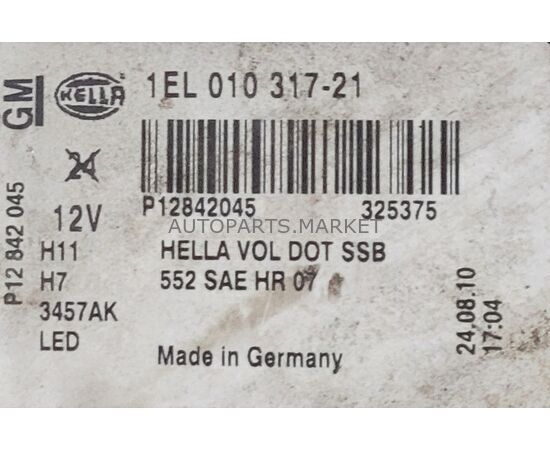 GM
HELLA
1EL 010 317-21
24
P12842045 325375
P12 842 045
12V
AUTOPARTS.MARKET
H11
HELLA VOL DOT SSB
H7
552 SAE HR 07
3457AK
LED
Made in Germany
24.08.10
17:04